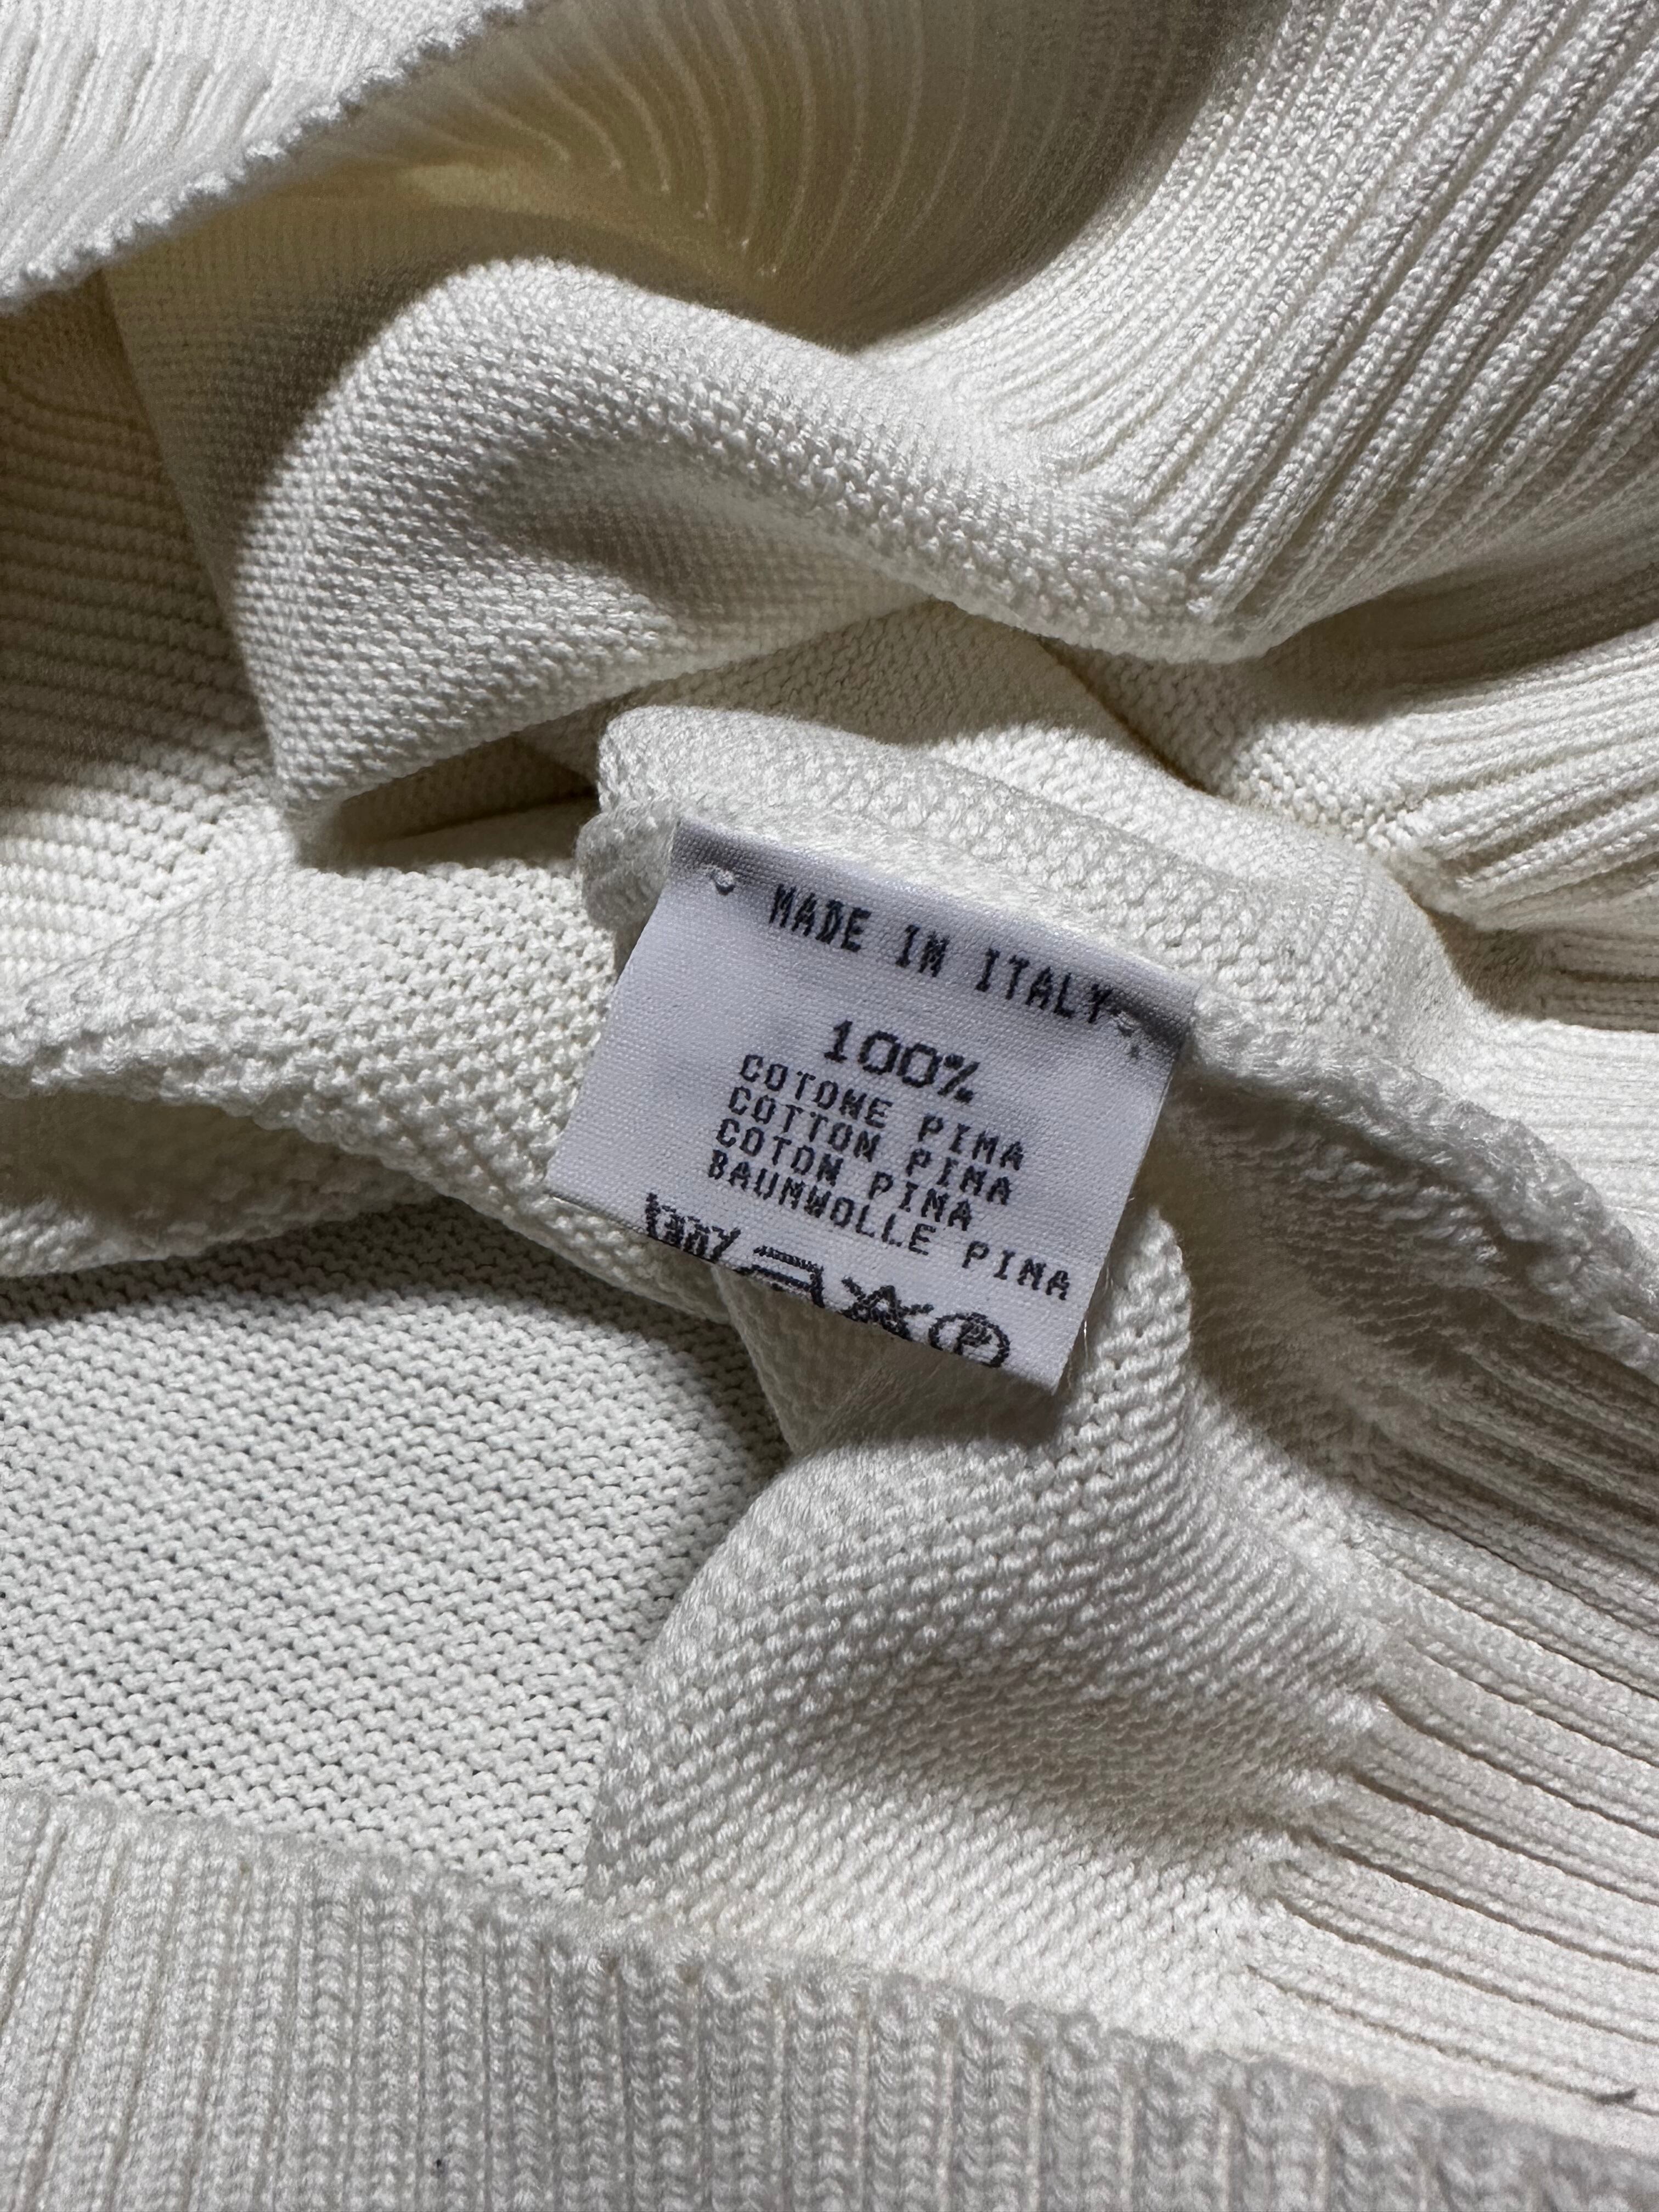 MADE IN ITALY
100%
COTONE PIMA
COTTON PIMA
COTON PIMA
BAUMWOLLE PIMA
P